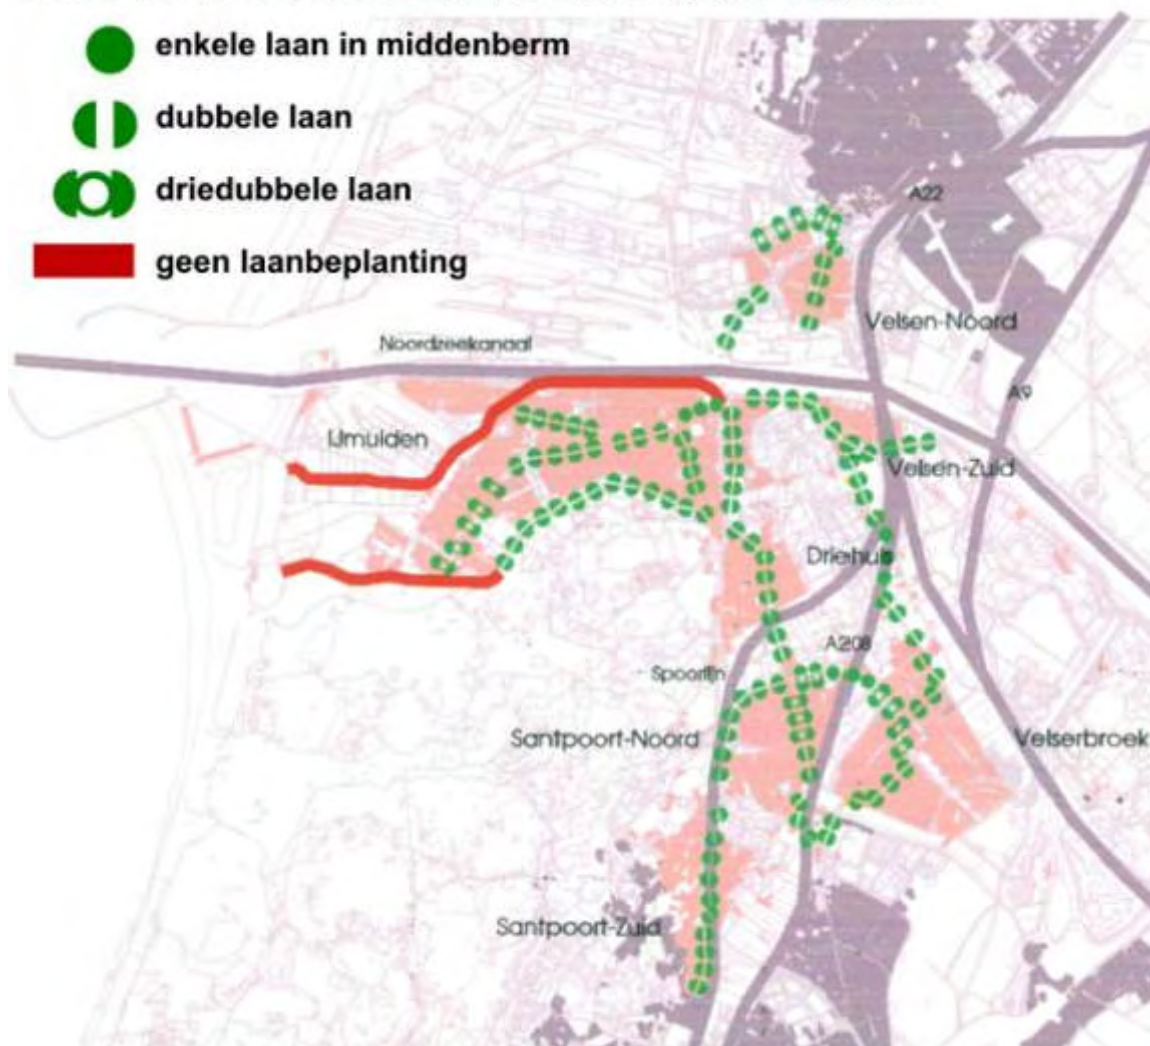 enkele laan in middenberm
dubbele laan
driedubbele laan
geen laanbeplanting
A22
Velsen-Noord
Noordzeekanaal
A9
IJmuiden
Velsen-Zuid
Driehuis
A208
Spoorlijn
Santpoort-Noord
Velserbroek
Santpoort-Zuid